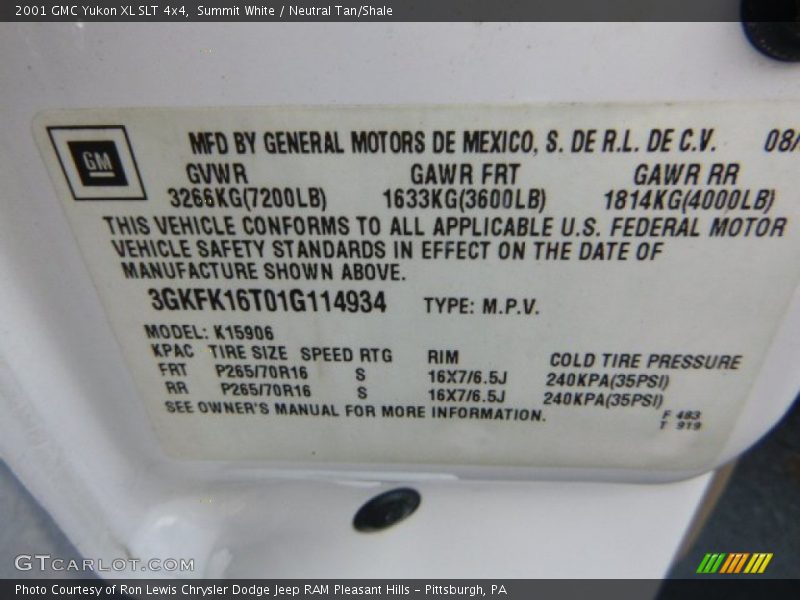 2001 GMC Yukon XL SLT 4x4,  Summit White / Neutral Tan/Shale
GM
MFD BY GENERAL MOTORS DE MEXICO, S. DE R.L. DE C.V. 08/
GVWR GAWR FRT GAWR RR
3266KG(7200LB) 1633KG(3600LB) 1814KG(4000LB)
THIS VEHICLE CONFORMS TO ALL APPLICABLE U.S. FEDERAL MOTOR
VEHICLE SAFETY STANDARDS IN EFFECT ON THE DATE OF
MANUFACTURE SHOWN ABOVE.
3GKFK16T01G114934 TYPE: M.P.V.
MODEL: K15906
KPAC TIRE SIZE SPEED RTG RIM COLD TIRE PRESSURE
FRT P265/70R16 S 16X7/6.5J 240KPA(35PSI)
RR P265/70R16 S 16X7/6.5J 240KPA(35PSI)
SEE OWNER'S MANUAL FOR MORE INFORMATION.
F 483
T 919
GTCARLOT.COM
Photo Courtesy of Ron Lewis Chrysler Dodge Jeep RAM Pleasant Hills – Pittsburgh, PA